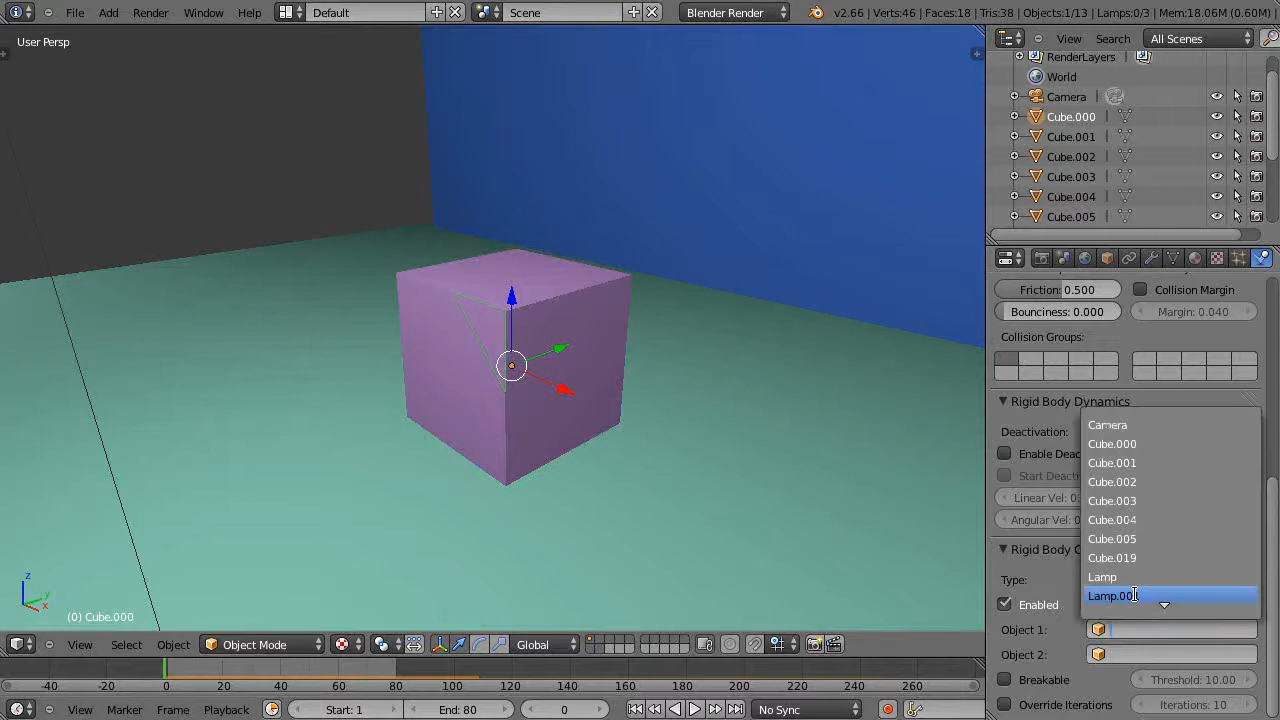 File Render Window Help Default Scene Blender Render v2.66 | Verts:46 | Faces:18 | Tris:38 | Objects:1/13 | Lamps:0/3 | Mem:18.06M (0.60M)
User Persp
View Search All Scenes
RenderLayers
World
Camera
Cube.000
Cube.001
Cube.002
Cube.003
Cube.004
Cube.005
Friction: 0.500 Collision Margin
Bounciness: 0.000 Margin: 0.040
Collision Groups:
Rigid Body Dynamics
Deactivation:
Enable Deac
Start Deactiva
Linear Vel: 0.
Angular Vel: 0
Rigid Body C
Type:
Enabled
Camera
Cube.000
Cube.001
Cube.002
Cube.003
Cube.004
Cube.005
Cube.019
Lamp
Lamp.00
Object 1:
Object 2:
Breakable Threshold: 10.00
Override Iterations Iterations: 10
z
y
x
(0) Cube.000
View Select Object Object Mode Global
-40 -20 0 20 40 60 80 100 120 140 160 180 200 220 240 260
View Marker Frame Playback Start: 1 End: 80 0 No Sync